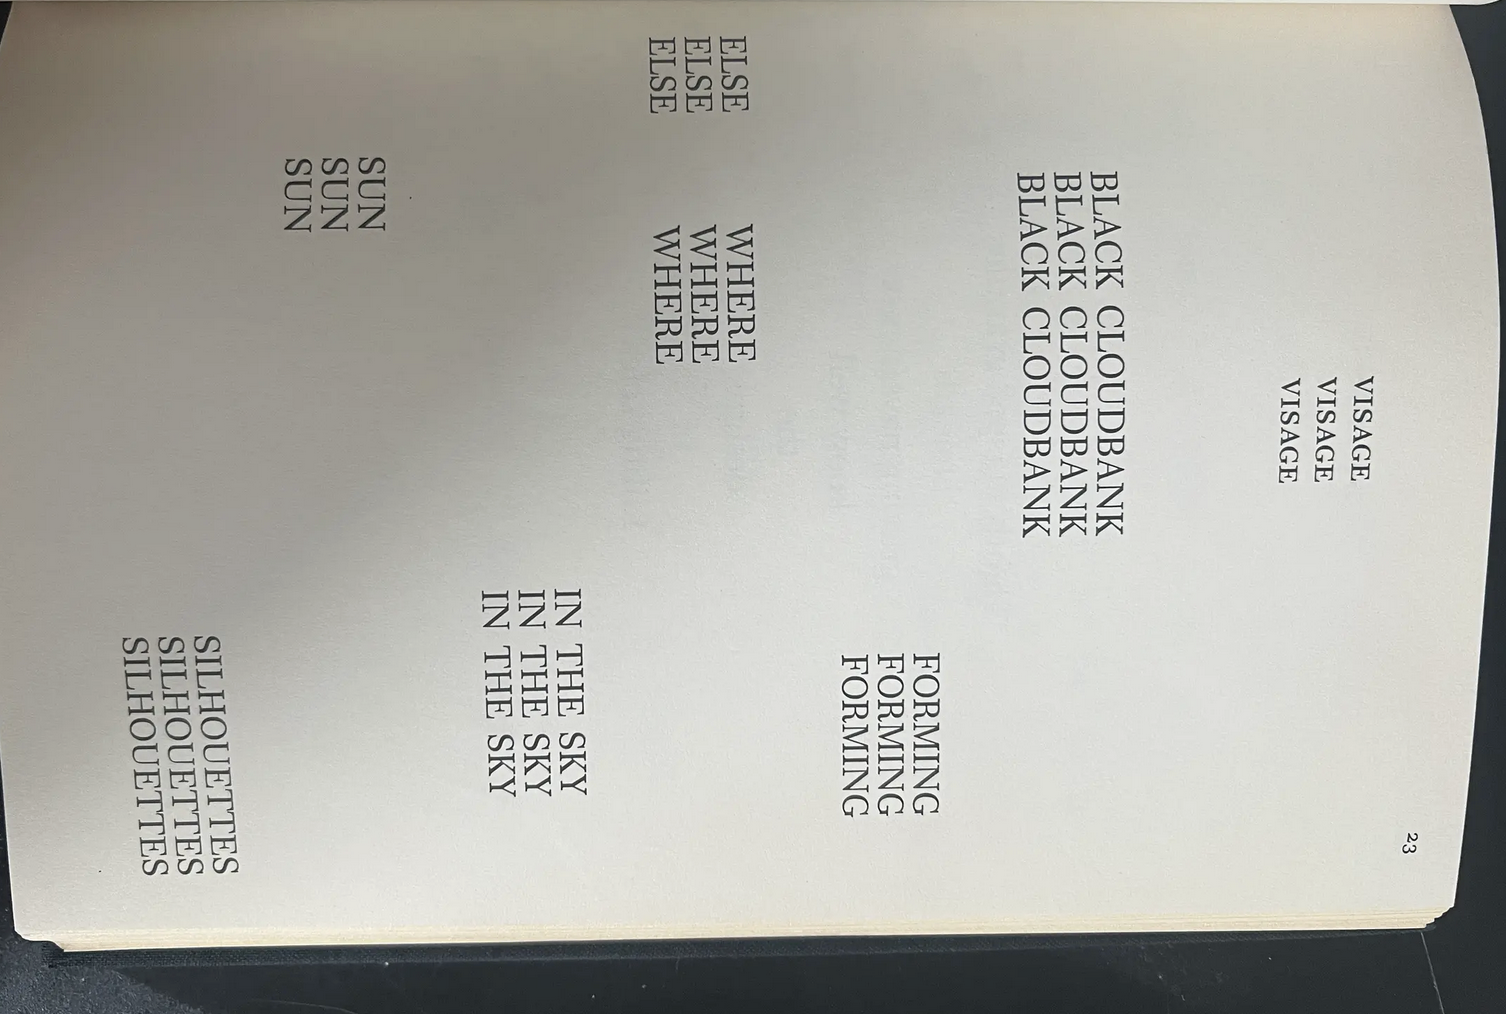 23
VISAGE
VISAGE
VISAGE
BLACK CLOUDBANK
BLACK CLOUDBANK
BLACK CLOUDBANK
FORMING
FORMING
FORMING
ELSE WHERE
ELSE WHERE
ELSE WHERE
IN THE SKY
IN THE SKY
IN THE SKY
SUN
SUN
SUN
SILHOUETTES
SILHOUETTES
SILHOUETTES